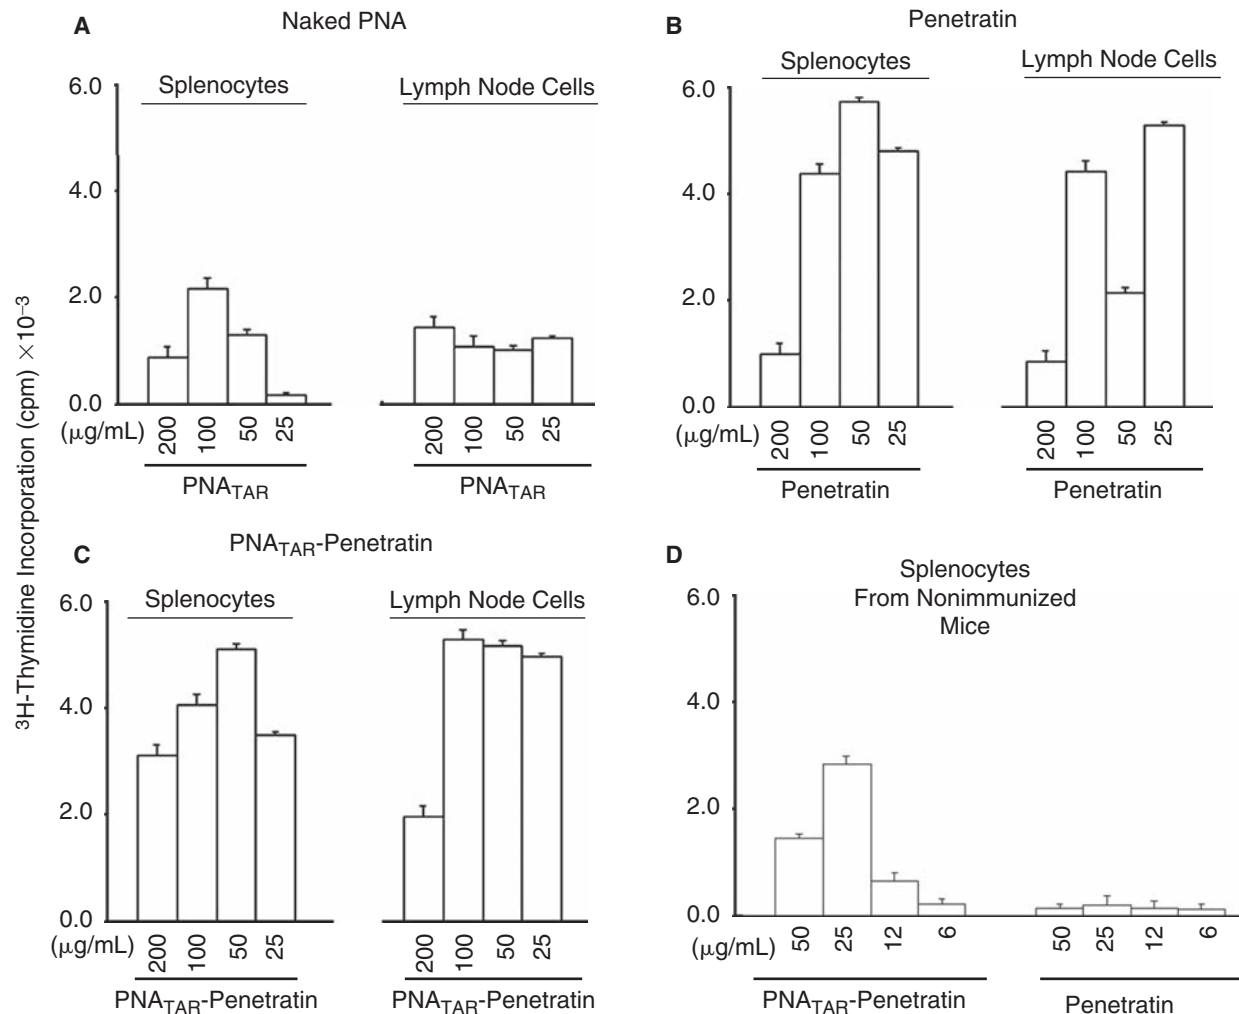 A
Naked PNA
Splenocytes
Lymph Node Cells
6.0
4.0
2.0
0.0
(μg/mL)
200
100
50
25
200
100
50
25
PNATAR
PNATAR
B
Penetratin
Splenocytes
Lymph Node Cells
6.0
4.0
2.0
0.0
(μg/mL)
200
100
50
25
200
100
50
25
Penetratin
Penetratin
³H-Thymidine Incorporation (cpm) ×10⁻³
C
PNATAR-Penetratin
Splenocytes
Lymph Node Cells
6.0
4.0
2.0
0.0
(μg/mL)
200
100
50
25
200
100
50
25
PNATAR-Penetratin
PNATAR-Penetratin
D
Splenocytes
From Nonimmunized
Mice
6.0
4.0
2.0
0.0
(μg/mL)
50
25
12
6
50
25
12
6
PNATAR-Penetratin
Penetratin